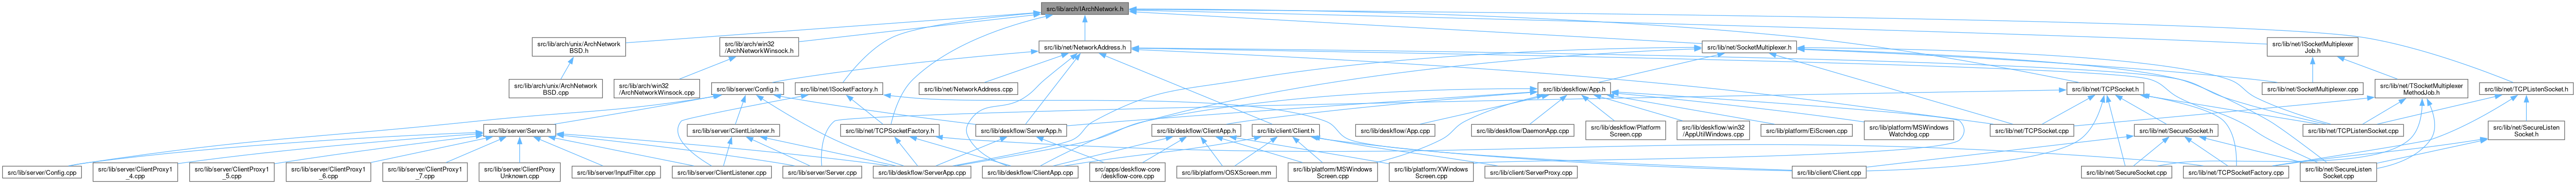 src/lib/arch/IArchNetwork.h
src/lib/arch/unix/ArchNetwork
BSD.h
src/lib/arch/win32
/ArchNetworkWinsock.h
src/lib/net/NetworkAddress.h
src/lib/net/SocketMultiplexer.h
src/lib/net/ISocketMultiplexer
Job.h
src/lib/arch/unix/ArchNetwork
BSD.cpp
src/lib/arch/win32
/ArchNetworkWinsock.cpp
src/lib/server/Config.h
src/lib/net/ISocketFactory.h
src/lib/net/NetworkAddress.cpp
src/lib/deskflow/App.h
src/lib/net/TCPSocket.h
src/lib/net/SocketMultiplexer.cpp
src/lib/net/TSocketMultiplexer
MethodJob.h
src/lib/net/TCPListenSocket.h
src/lib/server/Server.h
src/lib/server/ClientListener.h
src/lib/net/TCPSocketFactory.h
src/lib/deskflow/ServerApp.h
src/lib/deskflow/ClientApp.h
src/lib/client/Client.h
src/lib/deskflow/App.cpp
src/lib/deskflow/DaemonApp.cpp
src/lib/deskflow/Platform
Screen.cpp
src/lib/deskflow/win32
/AppUtilWindows.cpp
src/lib/platform/EiScreen.cpp
src/lib/platform/MSWindows
Watchdog.cpp
src/lib/net/TCPSocket.cpp
src/lib/net/SecureSocket.h
src/lib/net/TCPListenSocket.cpp
src/lib/net/SecureListen
Socket.h
src/lib/server/Config.cpp
src/lib/server/ClientProxy1
_4.cpp
src/lib/server/ClientProxy1
_5.cpp
src/lib/server/ClientProxy1
_6.cpp
src/lib/server/ClientProxy1
_7.cpp
src/lib/server/ClientProxy
Unknown.cpp
src/lib/server/InputFilter.cpp
src/lib/server/ClientListener.cpp
src/lib/server/Server.cpp
src/lib/deskflow/ServerApp.cpp
src/lib/deskflow/ClientApp.cpp
src/apps/deskflow-core
/deskflow-core.cpp
src/lib/platform/OSXScreen.mm
src/lib/platform/MSWindows
Screen.cpp
src/lib/platform/XWindows
Screen.cpp
src/lib/client/ServerProxy.cpp
src/lib/client/Client.cpp
src/lib/net/SecureSocket.cpp
src/lib/net/TCPSocketFactory.cpp
src/lib/net/SecureListen
Socket.cpp